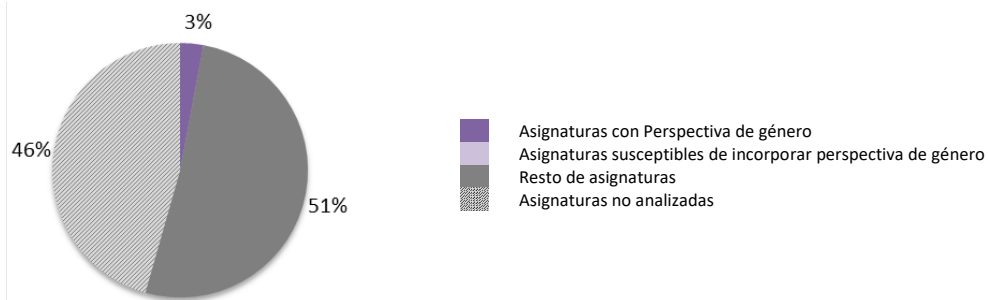 3%
46%
51%
Asignaturas con Perspectiva de género
Asignaturas susceptibles de incorporar perspectiva de género
Resto de asignaturas
Asignaturas no analizadas